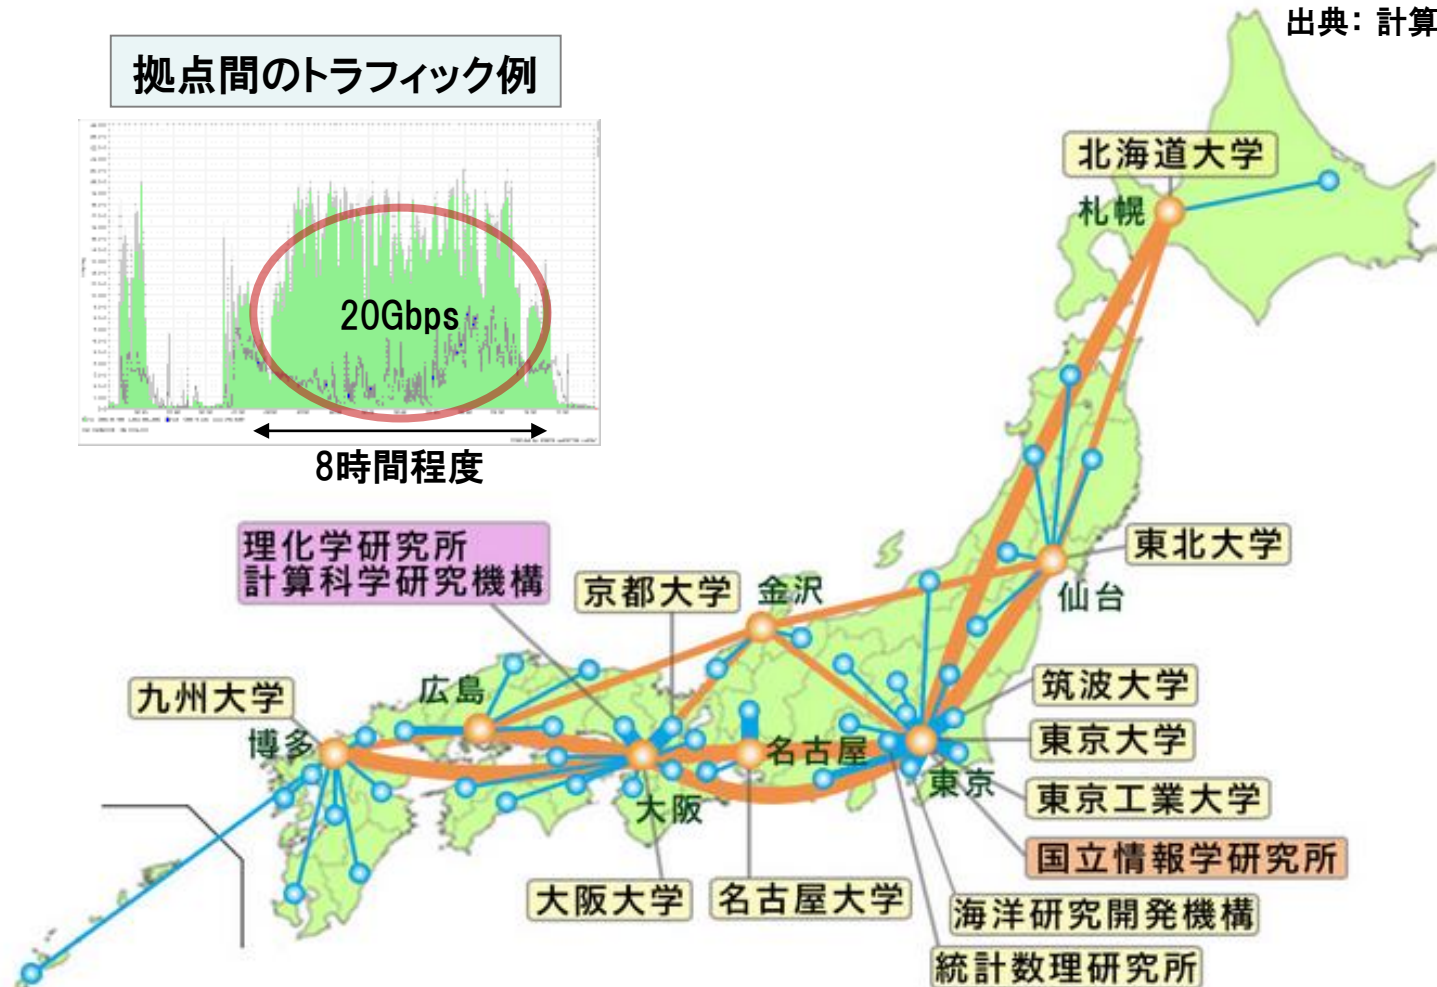 出典： 計算
拠点間のトラフィック例
20Gbps
8時間程度
北海道大学
札幌
東北大学
仙台
理化学研究所
計算科学研究機構
京都大学
金沢
九州大学
広島
博多
筑波大学
東京大学
名古屋
東京
大阪
東京工業大学
国立情報学研究所
大阪大学
名古屋大学
海洋研究開発機構
統計数理研究所